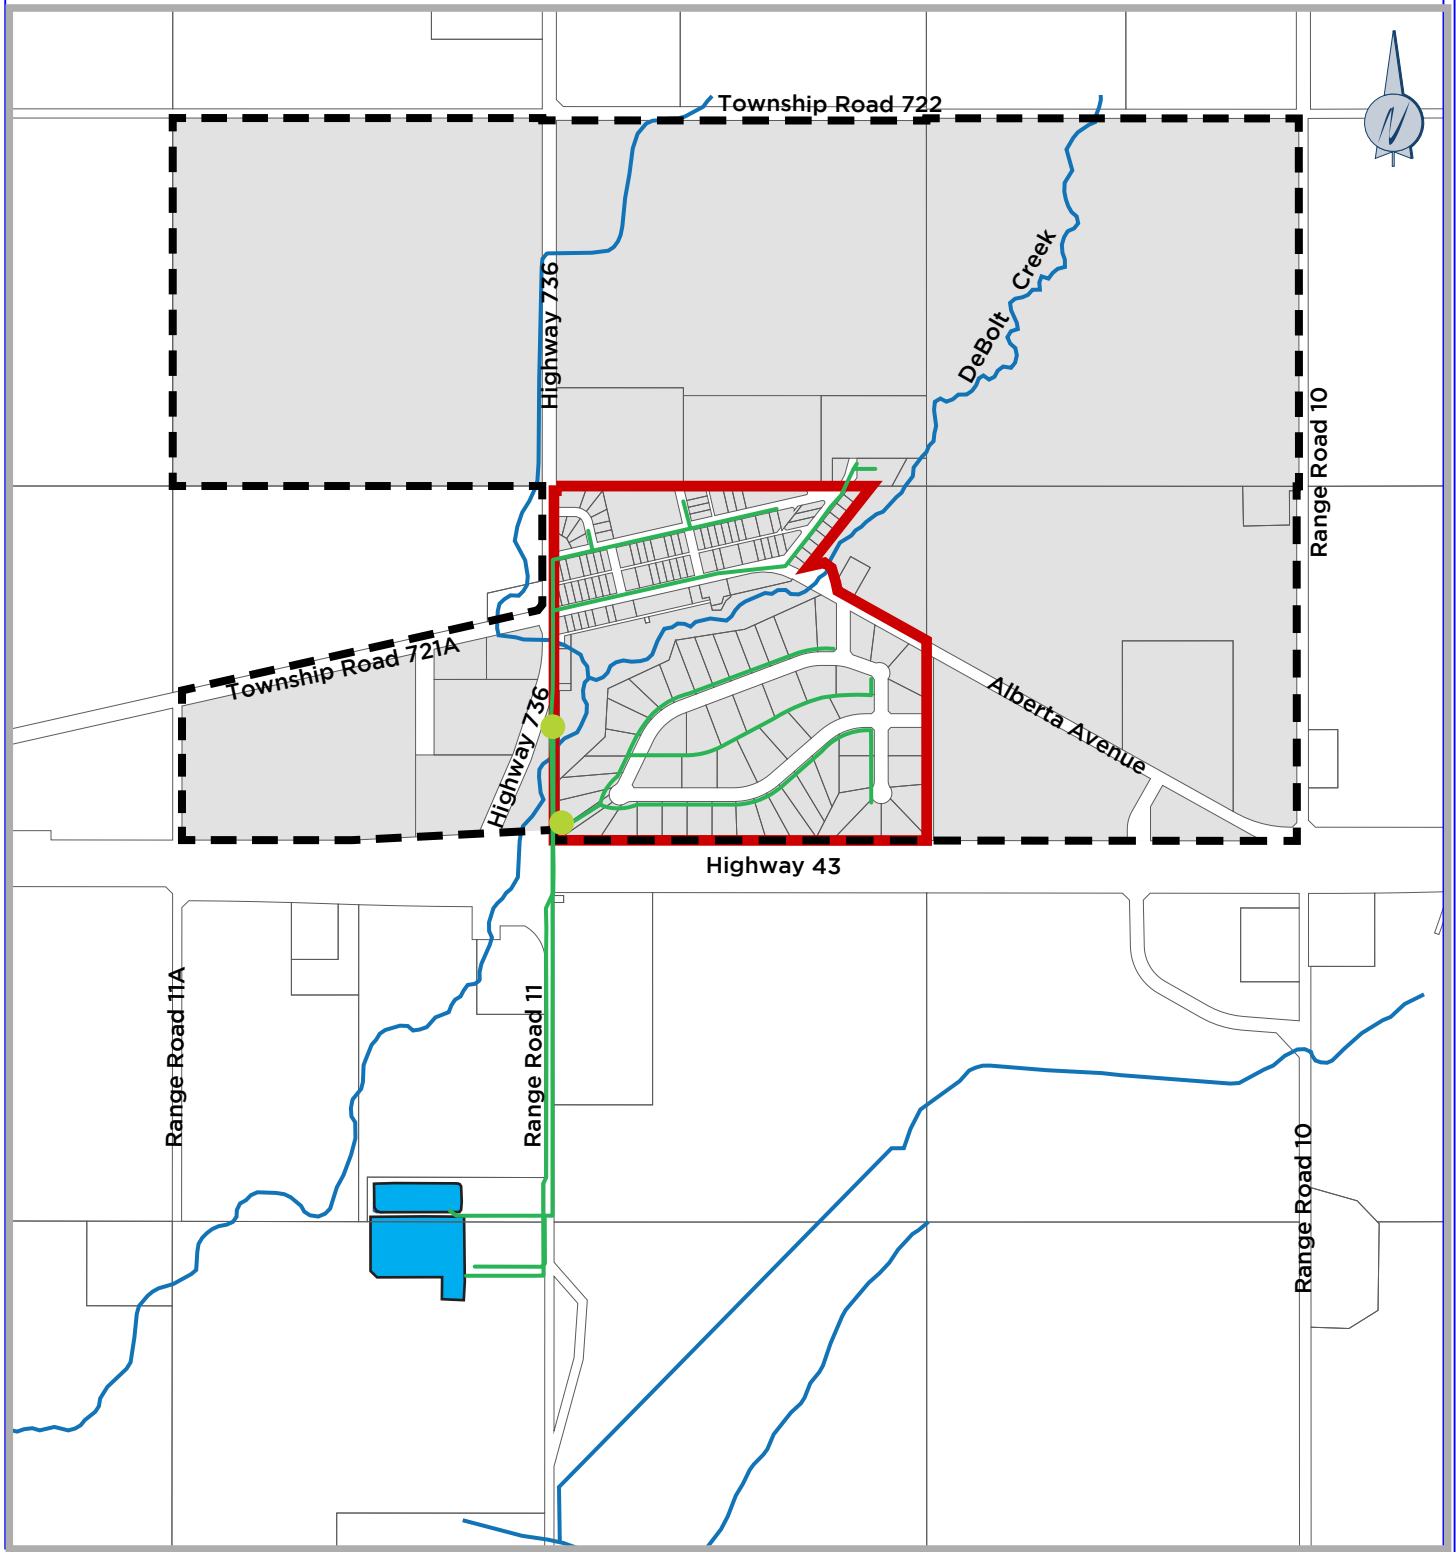 Township Road 722
DeBolt Creek
Highway 736
Range Road 10
Township Road 721A
Highway 736
Alberta Avenue
Highway 43
Range Road 11A
Range Road 11
Range Road 10
N